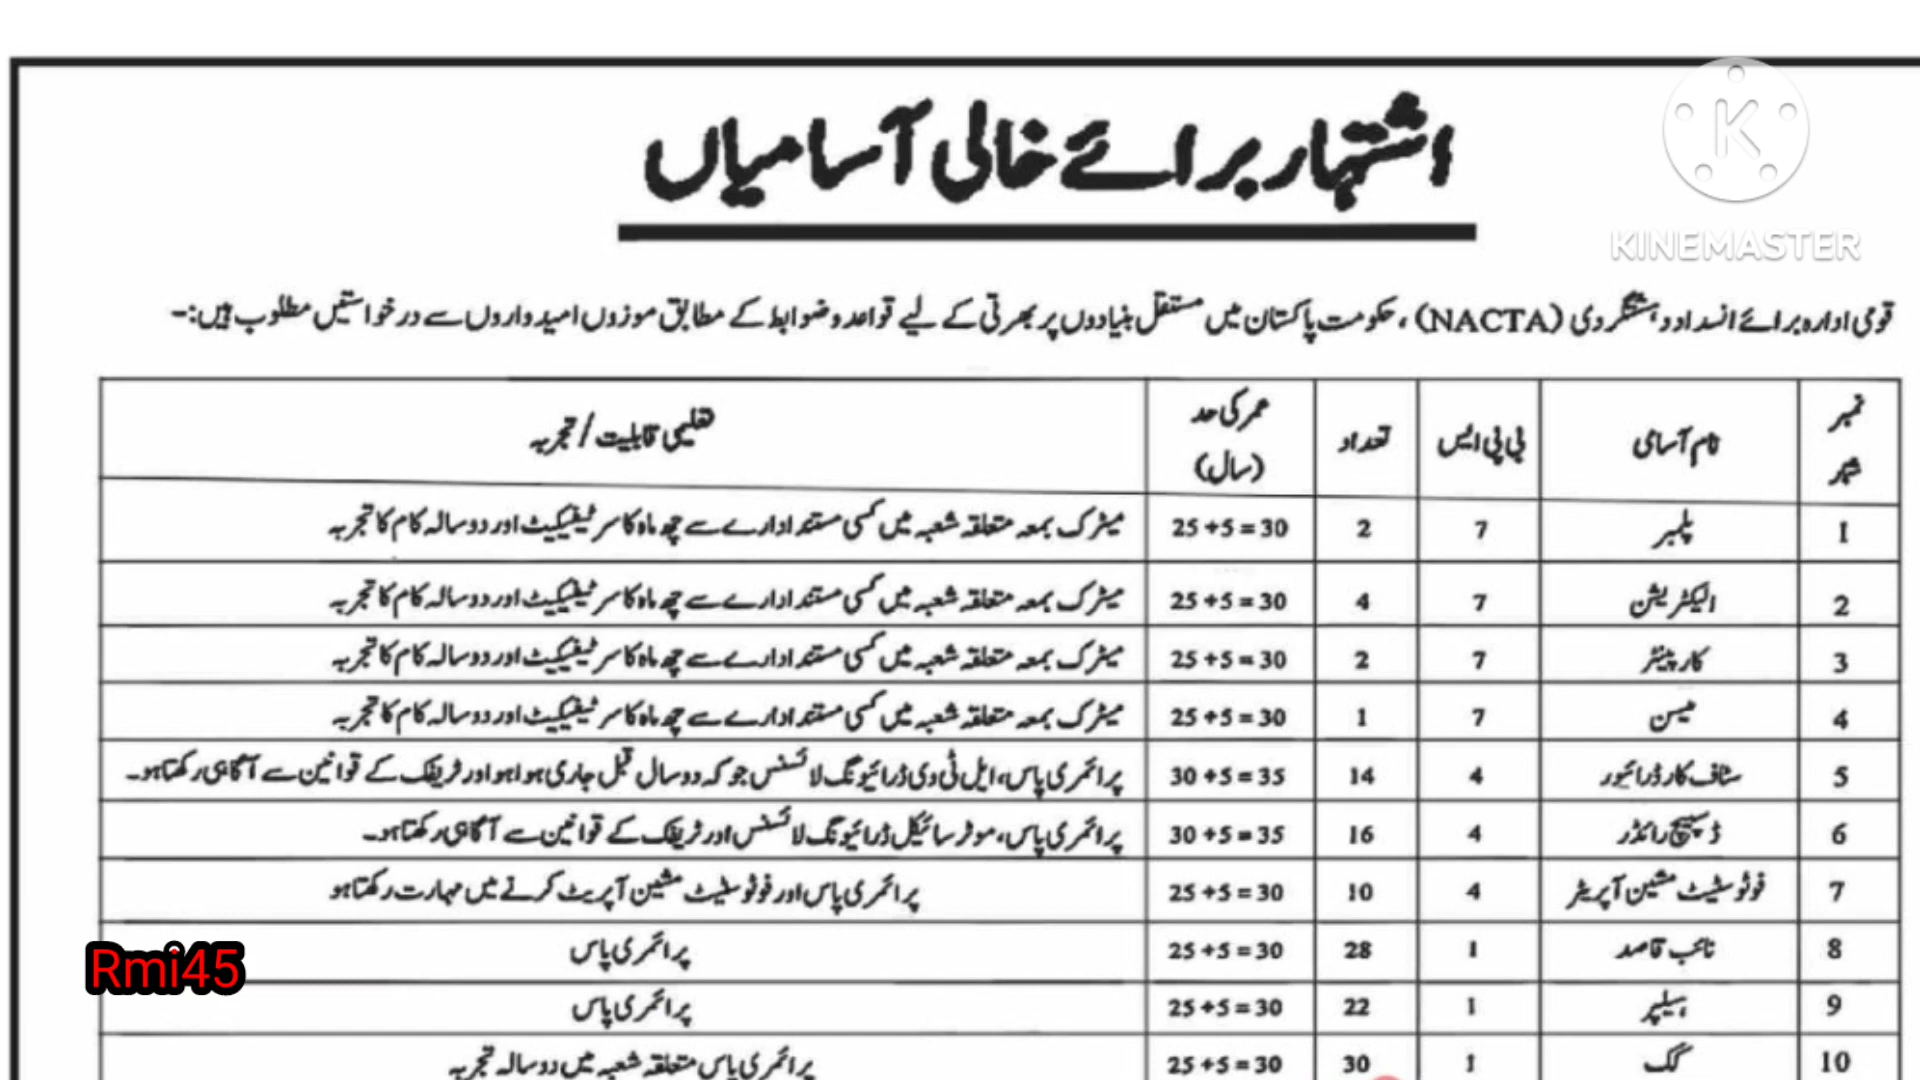 اشتہار برائے خالی آسامیاں
KINEMASTER
قومی ادارہ برائے انسداد دہشتگردی (NACTA)، حکومت پاکستان میں مستقل بنیادوں پر بھرتی کے لیے قواعد و ضوابط کے مطابق موزوں امیدواروں سے درخواستیں مطلوب ہیں:-
نمبر شمار نام آسامی بی پی ایس تعداد عمر کی حد (سال) تعلیمی قابلیت / تجربہ
1 پلمبر 7 2 25+5=30 میٹرک بمعہ متعلقہ شعبہ میں کسی مستند ادارے سے چھ ماہ کا سرٹیفیکیٹ اور دو سالہ کام کا تجربہ
2 الیکٹریشن 7 4 25+5=30 میٹرک بمعہ متعلقہ شعبہ میں کسی مستند ادارے سے چھ ماہ کا سرٹیفیکیٹ اور دو سالہ کام کا تجربہ
3 کارپینٹر 7 2 25+5=30 میٹرک بمعہ متعلقہ شعبہ میں کسی مستند ادارے سے چھ ماہ کا سرٹیفیکیٹ اور دو سالہ کام کا تجربہ
4 میسن 7 1 25+5=30 میٹرک بمعہ متعلقہ شعبہ میں کسی مستند ادارے سے چھ ماہ کا سرٹیفیکیٹ اور دو سالہ کام کا تجربہ
5 سٹاف کار ڈرائیور 4 14 30+5=35 پرائمری پاس، ایل ٹی وی ڈرائیونگ لائسنس جو کہ دو سال قبل جاری ہوا ہو اور ٹریفک کے قوانین سے آگاہی رکھتا ہو۔
6 ڈسپیچ رائڈر 4 16 30+5=35 پرائمری پاس، موٹر سائیکل ڈرائیونگ لائسنس اور ٹریفک کے قوانین سے آگاہی رکھتا ہو۔
7 فوٹو سٹیٹ مشین آپریٹر 4 10 25+5=30 پرائمری پاس اور فوٹو سٹیٹ مشین آپریٹ کرنے میں مہارت رکھتا ہو
8 نائب قاصد 1 28 25+5=30 پرائمری پاس
Rmi45
9 ہیلپر 1 22 25+5=30 پرائمری پاس
10 کک 1 30 25+5=30 پرائمری پاس متعلقہ شعبہ میں دو سالہ تجربہ